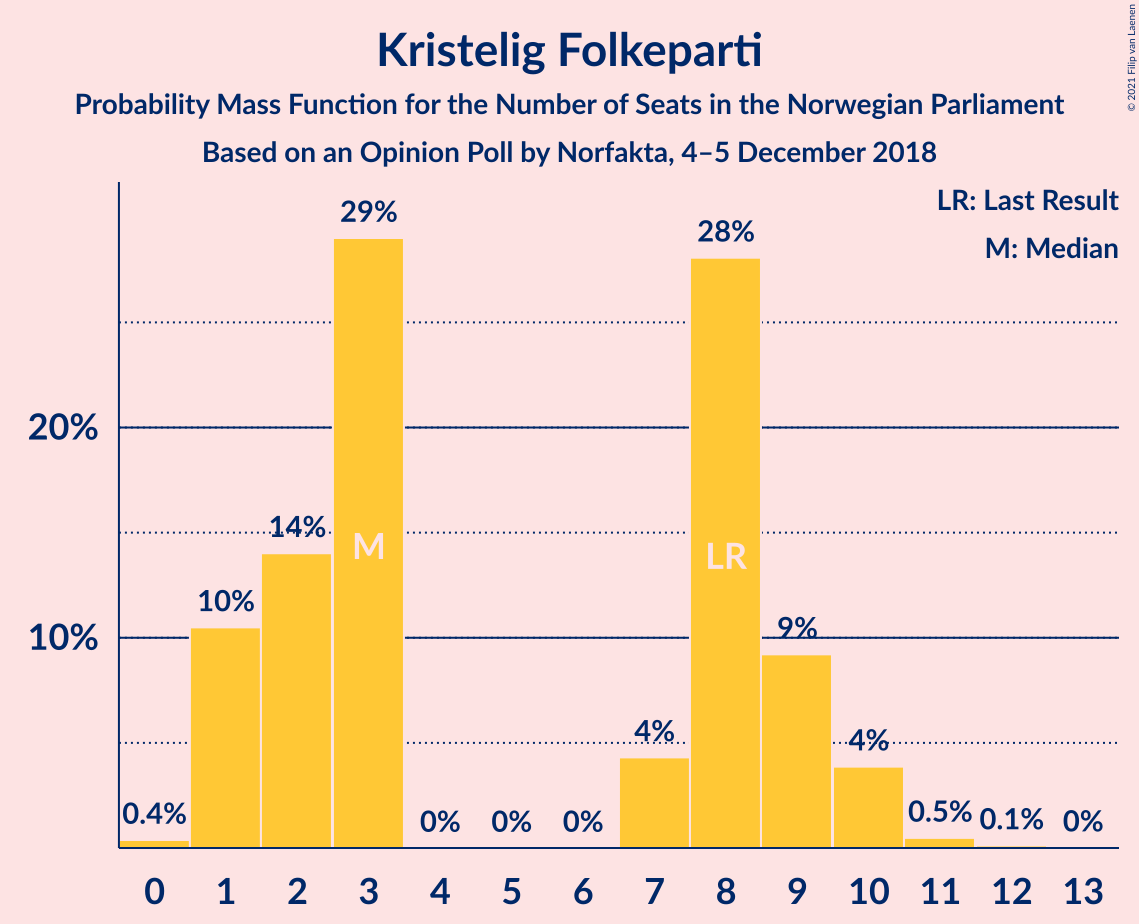 Kristelig Folkeparti
Probability Mass Function for the Number of Seats in the Norwegian Parliament
Based on an Opinion Poll by Norfakta, 4–5 December 2018
© 2021 Filip van Laenen
LR: Last Result
M: Median
29%
28%
20%
14%
M
LR
10%
10%
9%
4%
4%
0.4%
0%
0%
0%
0.5%
0.1%
0%
0 1 2 3 4 5 6 7 8 9 10 11 12 13